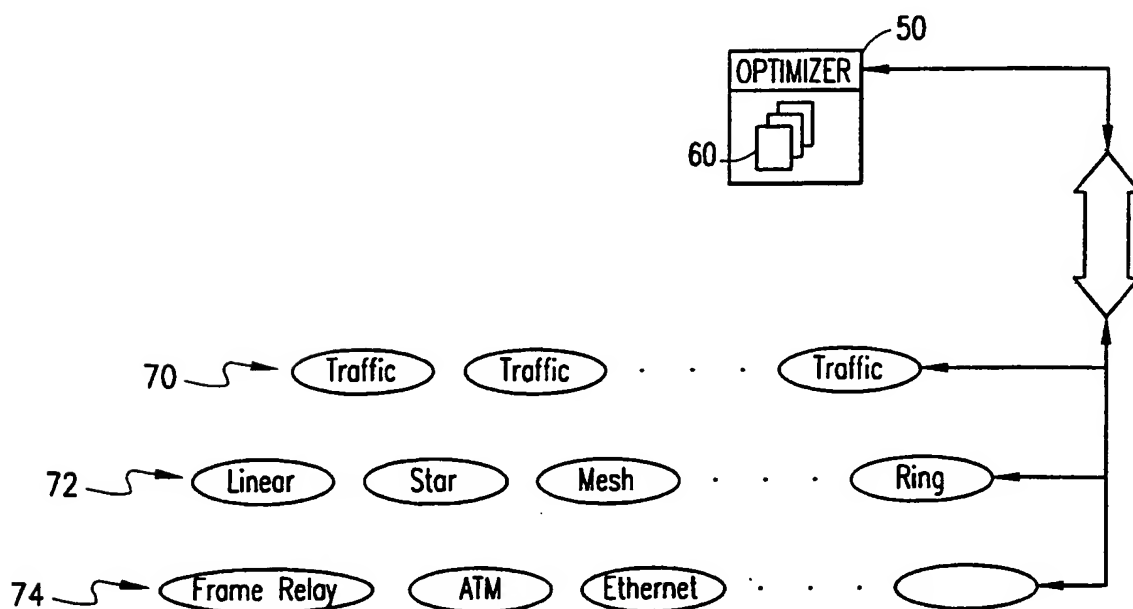 50
OPTIMIZER
60
70 Traffic Traffic . . . Traffic
72 Linear Star Mesh . . . Ring
74 Frame Relay ATM Ethernet . . .